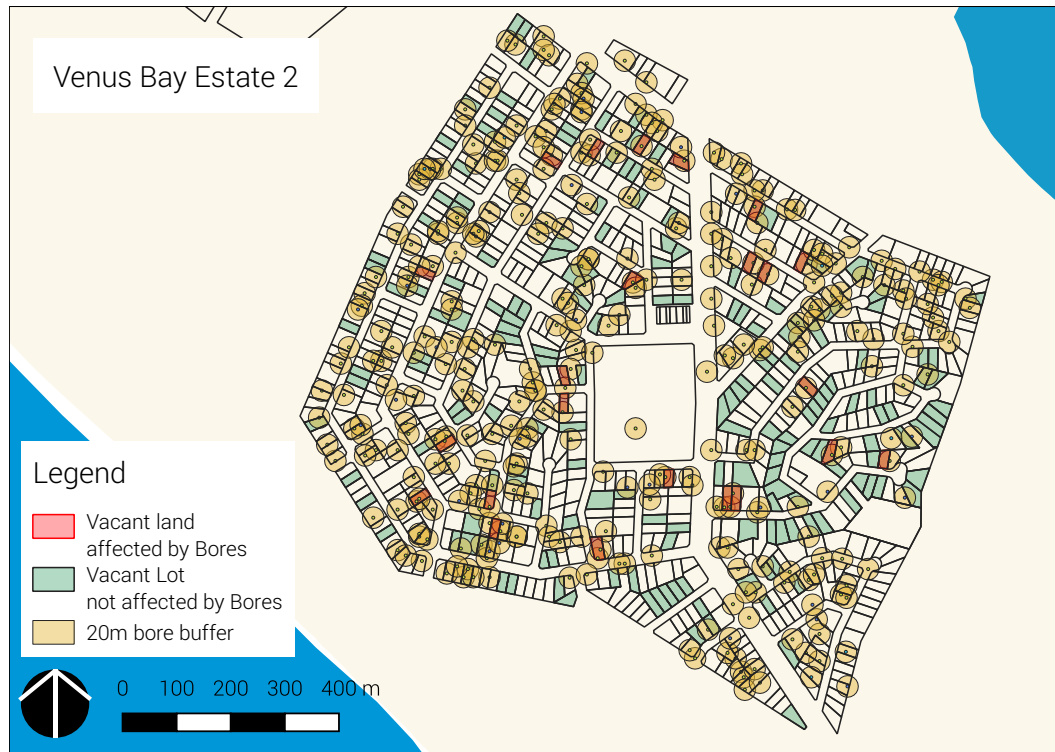 Venus Bay Estate 2
Legend
Vacant land
affected by Bores
Vacant Lot
not affected by Bores
20m bore buffer
0 100 200 300 400 m